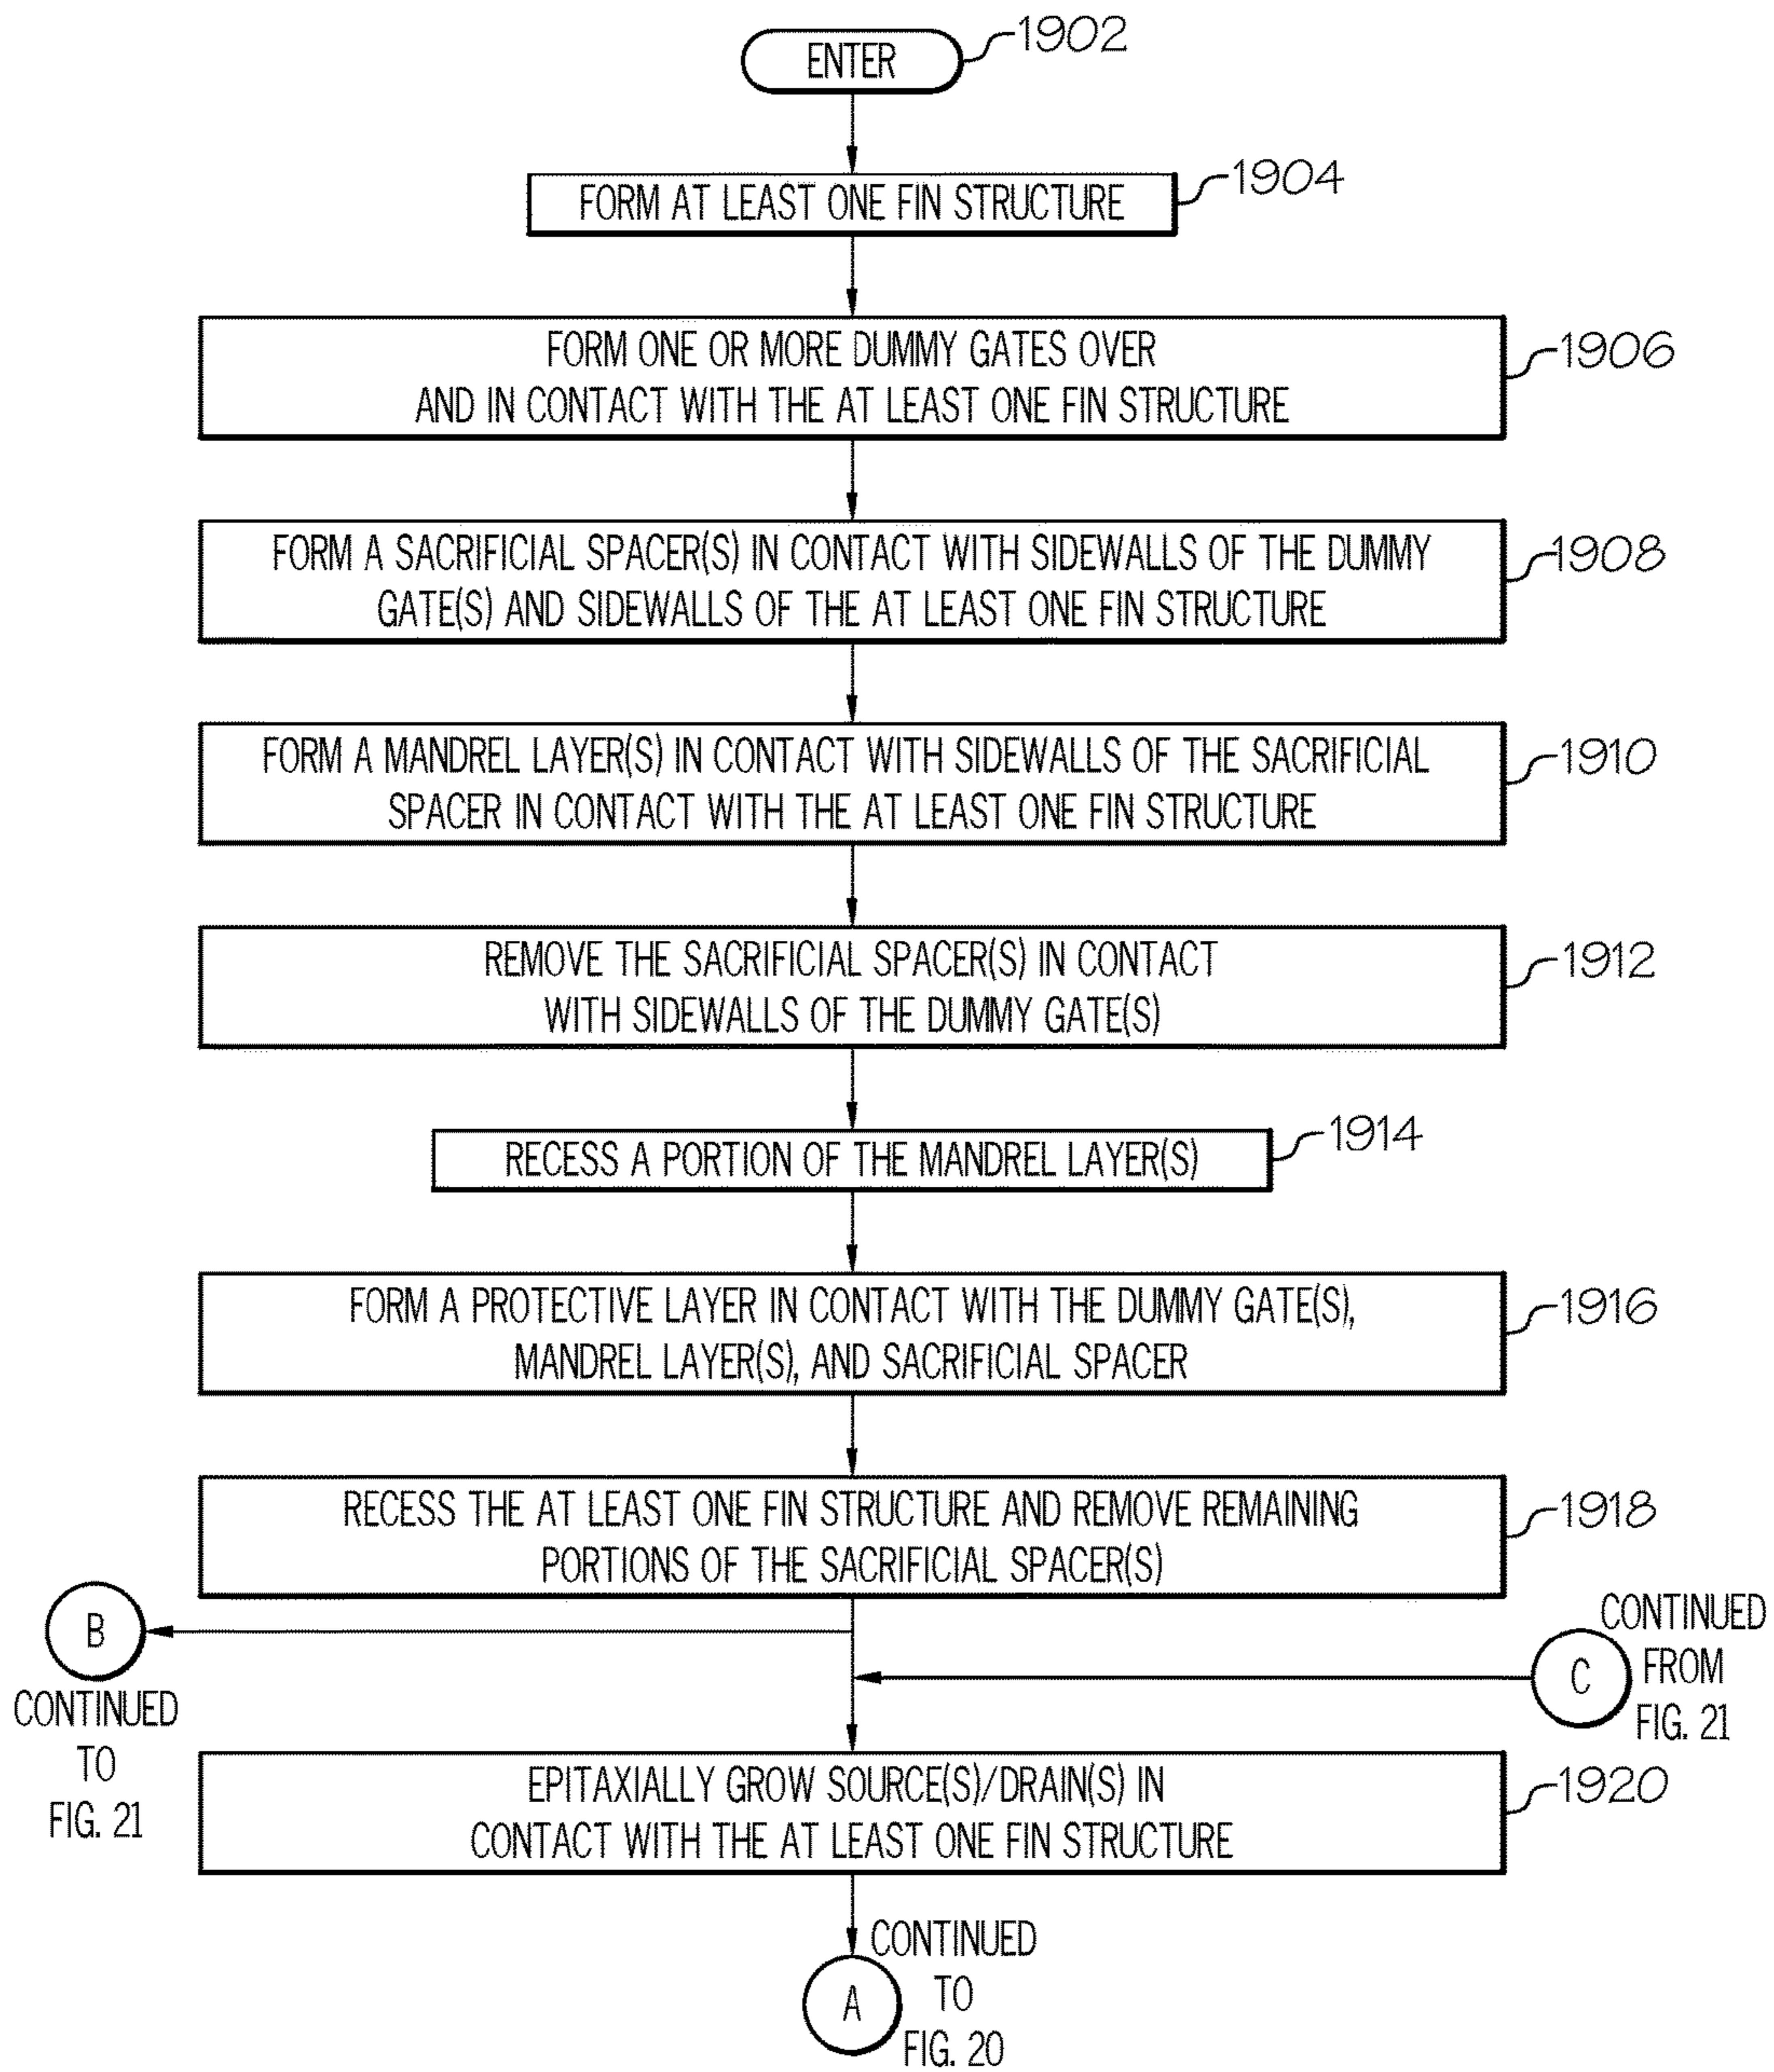 ENTER
1902
FORM AT LEAST ONE FIN STRUCTURE
1904
FORM ONE OR MORE DUMMY GATES OVER
AND IN CONTACT WITH THE AT LEAST ONE FIN STRUCTURE
1906
FORM A SACRIFICIAL SPACER(S) IN CONTACT WITH SIDEWALLS OF THE DUMMY
GATE(S) AND SIDEWALLS OF THE AT LEAST ONE FIN STRUCTURE
1908
FORM A MANDREL LAYER(S) IN CONTACT WITH SIDEWALLS OF THE SACRIFICIAL
SPACER IN CONTACT WITH THE AT LEAST ONE FIN STRUCTURE
1910
REMOVE THE SACRIFICIAL SPACER(S) IN CONTACT
WITH SIDEWALLS OF THE DUMMY GATE(S)
1912
RECESS A PORTION OF THE MANDREL LAYER(S)
1914
FORM A PROTECTIVE LAYER IN CONTACT WITH THE DUMMY GATE(S),
MANDREL LAYER(S), AND SACRIFICIAL SPACER
1916
RECESS THE AT LEAST ONE FIN STRUCTURE AND REMOVE REMAINING
PORTIONS OF THE SACRIFICIAL SPACER(S)
1918
B
CONTINUED
TO
FIG. 21
C
CONTINUED
FROM
FIG. 21
EPITAXIALLY GROW SOURCE(S)/DRAIN(S) IN
CONTACT WITH THE AT LEAST ONE FIN STRUCTURE
1920
A
CONTINUED
TO
FIG. 20